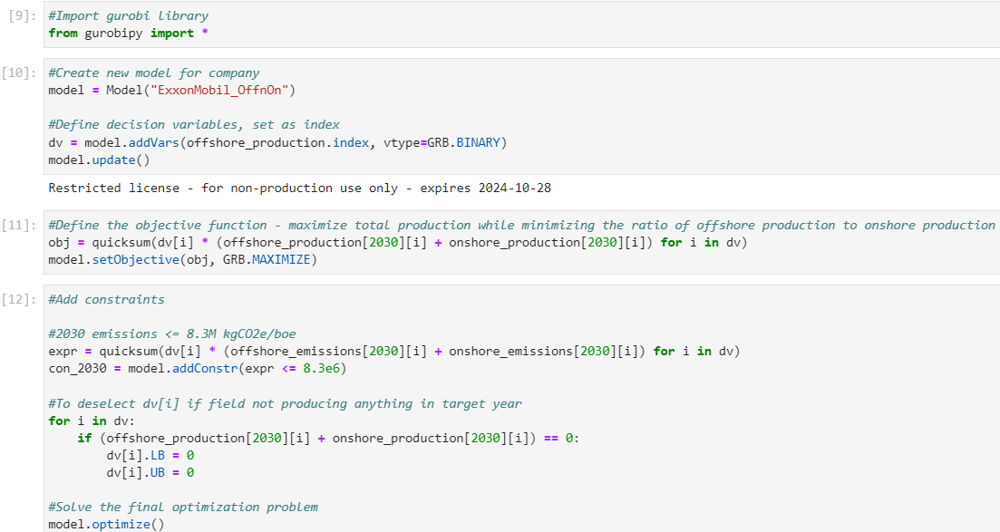 [9]: #Import gurobi library
from gurobipy import *
[10]: #Create new model for company
model = Model("ExxonMobil_OffnOn")
#Define decision variables, set as index
dv = model.addVars(offshore_production.index, vtype=GRB.BINARY)
model.update()
Restricted license - for non-production use only - expires 2024-10-28
[11]: #Define the objective function - maximize total production while minimizing the ratio of offshore production to onshore production
obj = quicksum(dv[i] * (offshore_production[2030][i] + onshore_production[2030][i]) for i in dv)
model.setObjective(obj, GRB.MAXIMIZE)
[12]: #Add constraints
#2030 emissions <= 8.3M kgCO2e/boe
expr = quicksum(dv[i] * (offshore_emissions[2030][i] + onshore_emissions[2030][i]) for i in dv)
con_2030 = model.addConstr(expr <= 8.3e6)
#To deselect dv[i] if field not producing anything in target year
for i in dv:
    if (offshore_production[2030][i] + onshore_production[2030][i]) == 0:
        dv[i].LB = 0
        dv[i].UB = 0
#Solve the final optimization problem
model.optimize()